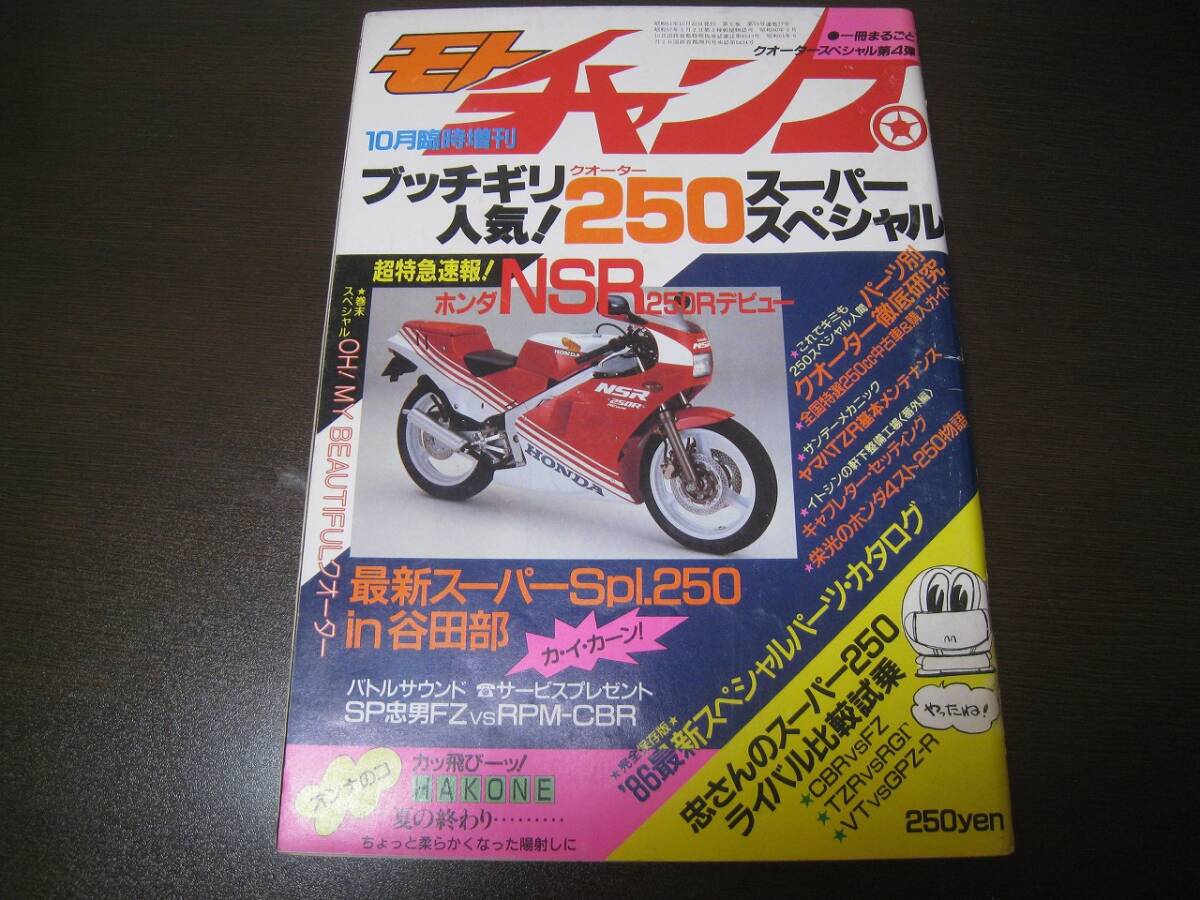 モト チャンプ
10月臨時増刊
●一冊まるごと
クオータースペシャル第4弾
ブッチギリ
人気!
クオーター
250
スーパー
スペシャル
超特急速報!
ホンダNSR250Rデビュー
★巻末
スペシャル
OH! MY BEAUTIFULクオーター
NSR
HONDA
NSR
250R
HONDA
★これでキミも
250スペシャル人間
パーツ別
クオーター徹底研究
★全国特選250cc中古車&購入ガイド
★サンデーメカニック
ヤマハTZR基本メンテナンス
★イトシンの軒下整備工場〈番外編〉
キャブレター・セッティング
★栄光のホンダ4スト250物語
最新スーパーSpl.250
in 谷田部
カ・イ・カーン!
バトルサウンド ☎サービスプレゼント
SP忠男FZ vs RPM-CBR
オンナのコ
カッ飛びーッ!
HAKONE
夏の終わり………
ちょっと柔らかくなった陽射しに
★完全保存版★
'86最新スペシャルパーツ・カタログ
忠さんのスーパー250
ライバル比較試乗
★CBRvsFZ
★TZRvsRGΓ
★VTvsGPZ-R
やったね!
250yen